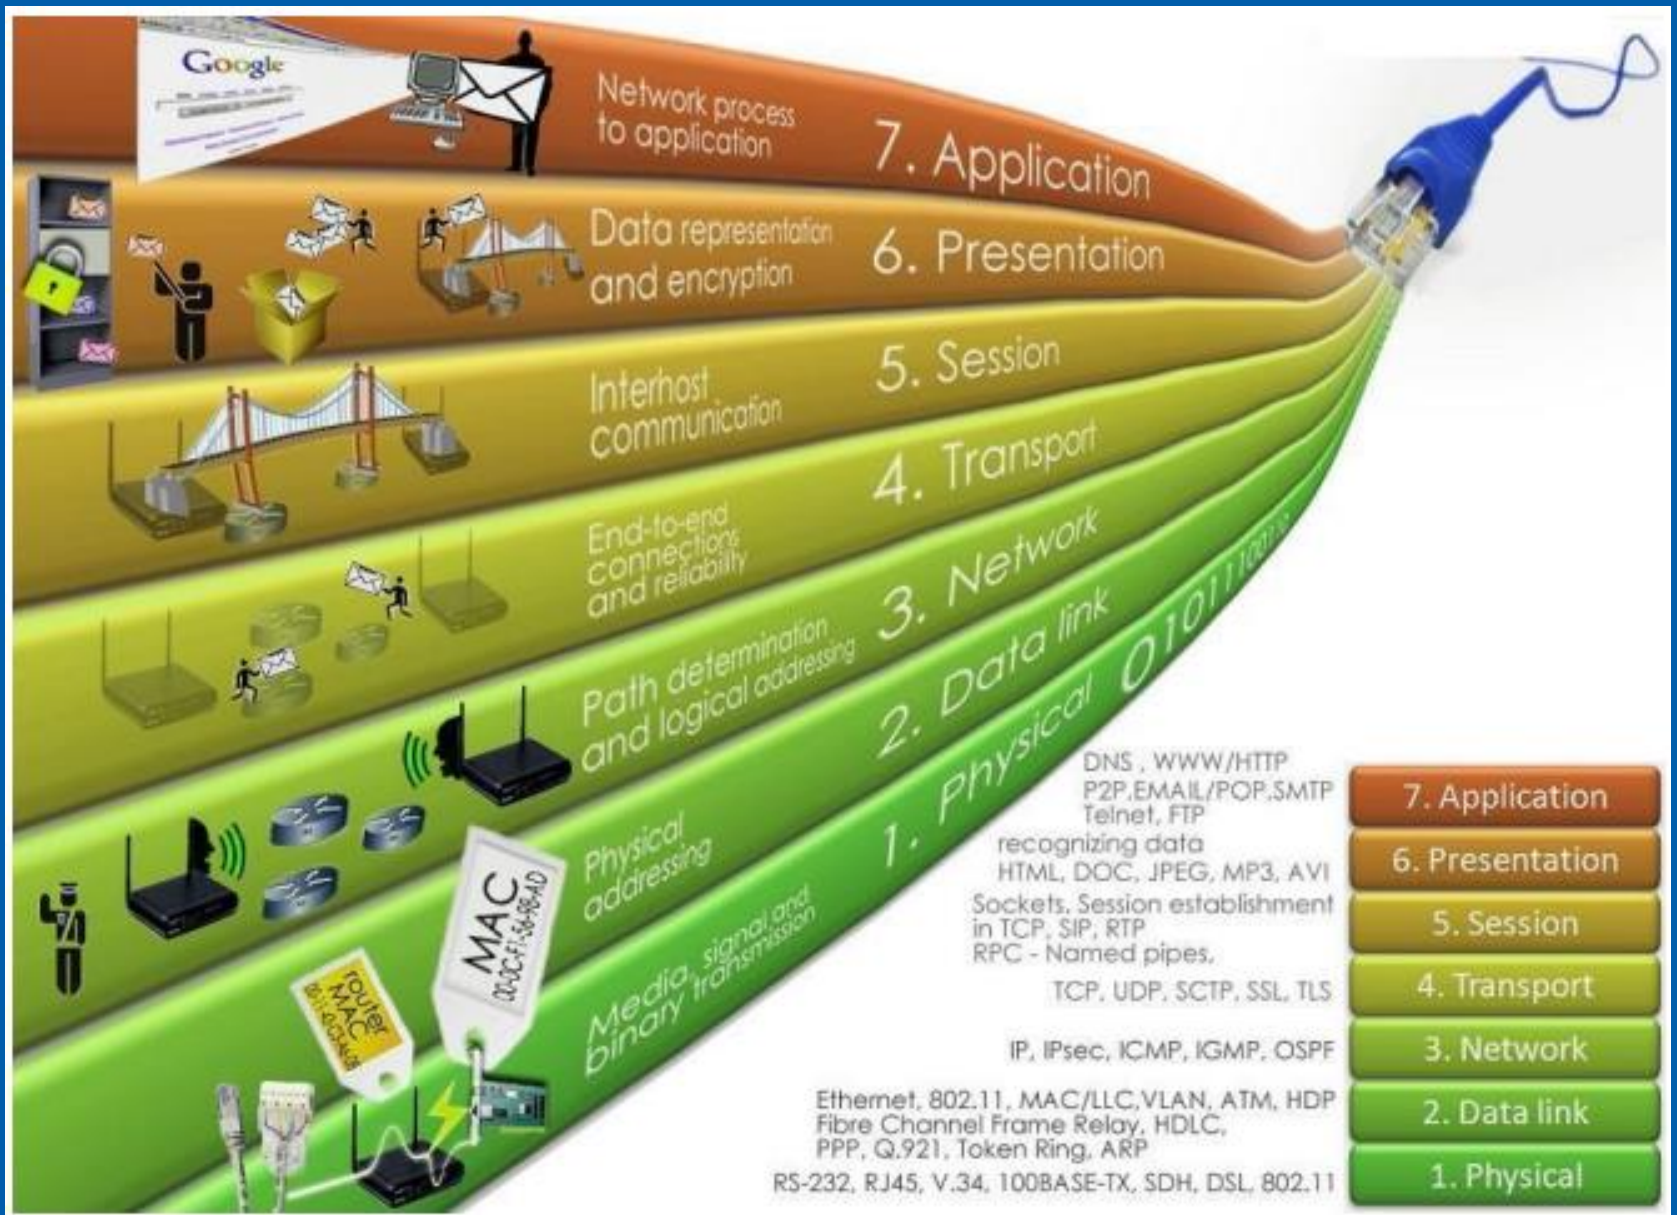 Google
Network process
to application
7. Application
Data representation
and encryption
6. Presentation
Interhost
communication
5. Session
End-to-end
connections
and reliability
4. Transport
Path determination
and logical addressing
3. Network
Physical
addressing
2. Data link
Media, signal and
binary transmission
1. Physical
MAC
router
MAC
DNS , WWW/HTTP
P2P,EMAIL/POP,SMTP
Telnet, FTP
7. Application
recognizing data
HTML, DOC, JPEG, MP3, AVI
6. Presentation
Sockets, Session establishment
in TCP, SIP, RTP
RPC - Named pipes,
5. Session
TCP, UDP, SCTP, SSL, TLS
4. Transport
IP, IPsec, ICMP, IGMP, OSPF
3. Network
Ethernet, 802.11, MAC/LLC,VLAN, ATM, HDP
Fibre Channel Frame Relay, HDLC,
PPP, Q.921, Token Ring, ARP
2. Data link
RS-232, RJ45, V.34, 100BASE-TX, SDH, DSL, 802.11
1. Physical